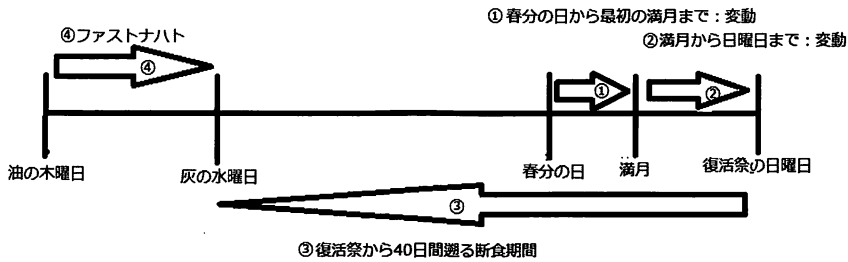 ①春分の日から最初の満月まで：変動
④ファストナハト
②満月から日曜日まで：変動
④
①
②
油の木曜日
灰の水曜日
春分の日
満月
復活祭の日曜日
③
③復活祭から40日間遡る断食期間